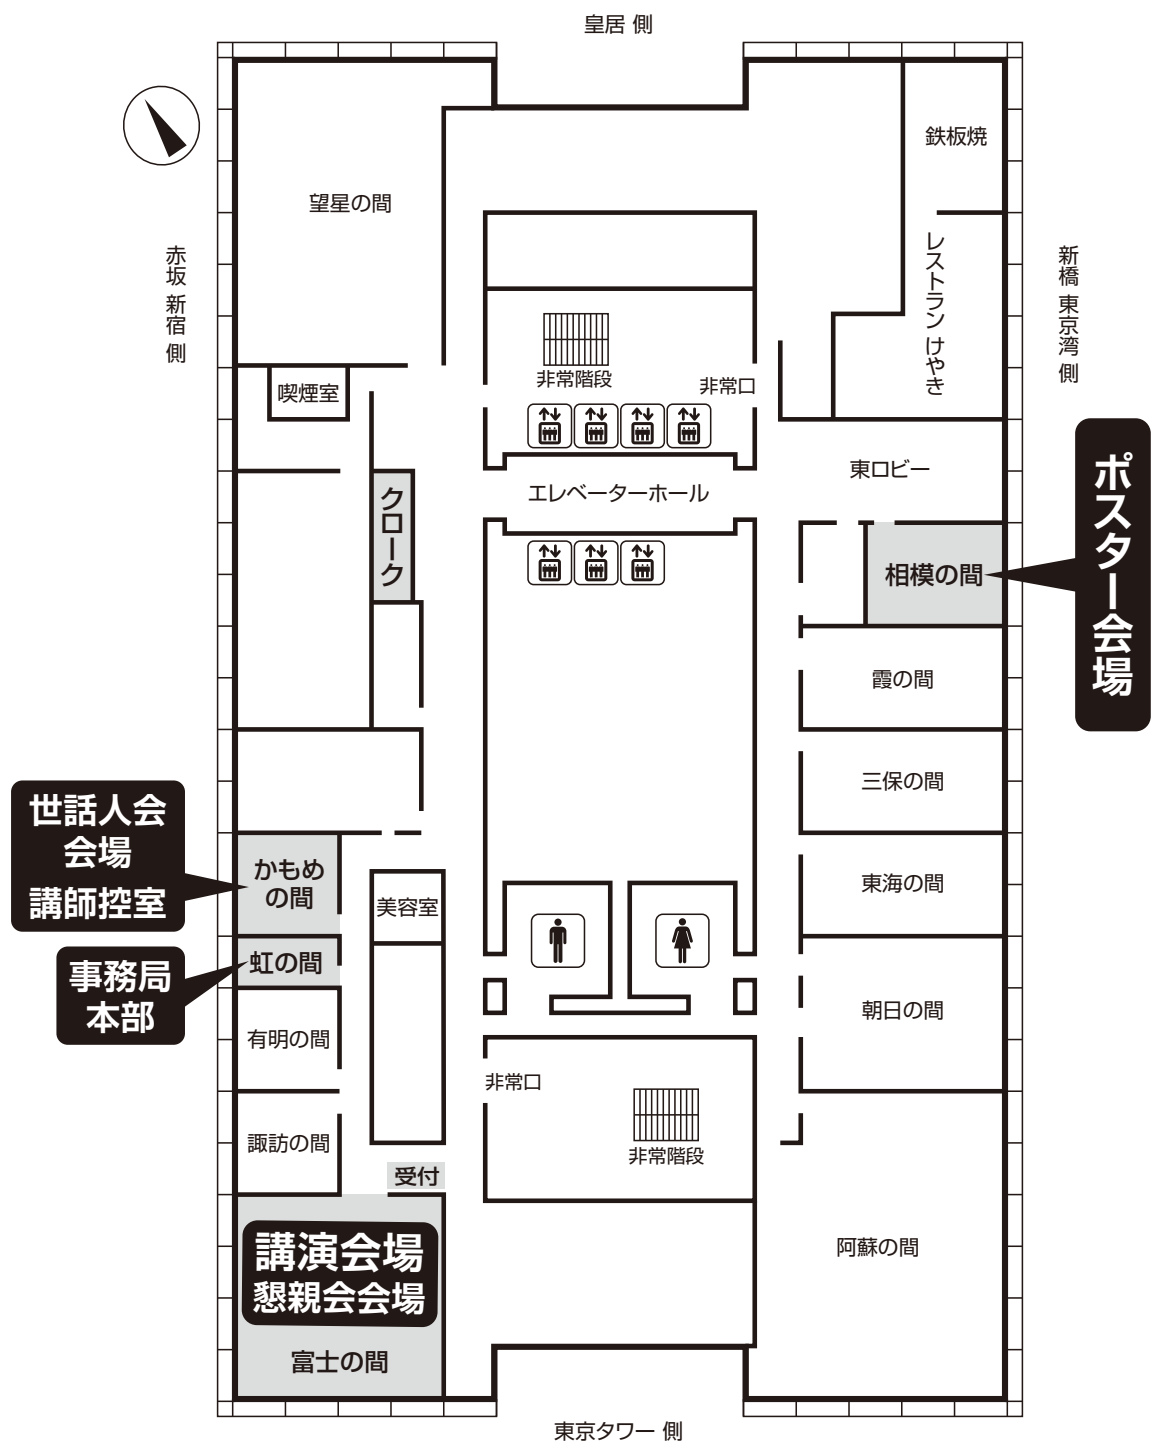 皇居 側
鉄板焼
望星の間
レストラン けやき
赤坂 新宿 側
新橋 東京湾 側
非常階段
非常口
喫煙室
東ロビー
ポスター会場
クローク
エレベーターホール
相模の間
霞の間
三保の間
世話人会
会場
講師控室
かもめ
の間
東海の間
美容室
事務局
本部
虹の間
朝日の間
有明の間
非常口
諏訪の間
非常階段
受付
講演会場
懇親会会場
阿蘇の間
富士の間
東京タワー 側